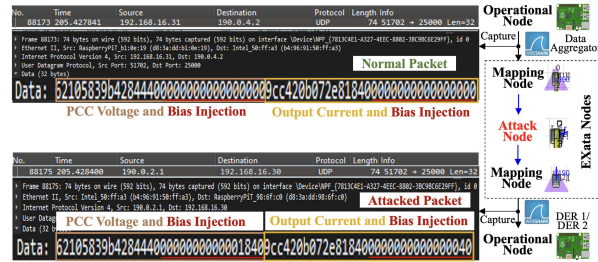 No. Time Source Destination Protocol Length Info
88173 205.427841 192.168.16.31 190.0.4.2 UDP 74 51702 → 25000 Len=32
Frame 88175: 74 bytes on wire (592 bits), 74 bytes captured (592 bits) on interface \Device\NPF_{7813C4E1-A327-4EEC-8802-3BC9BC6E29FF}, id 0
Ethernet II, Src: RaspberryPi_b1:0e:19 (d8:3a:dd:b1:0e:19), Dst: Intel_50:ff:a3 (b4:96:91:50:ff:a3)
Internet Protocol Version 4, Src: 192.168.16.31, Dst: 190.0.4.2
User Datagram Protocol, Src Port: 51702, Dst Port: 25000
Data (32 bytes)
Normal Packet
Data: 62105839b42844400000000000000009cc420b072e8184000000000000000000
PCC Voltage and Bias Injection
Output Current and Bias Injection
No. Time Source Destination Protocol Length Info
88175 205.428400 190.0.2.1 192.168.16.30 UDP 74 51702 → 25000 Len=32
Frame 88175: 74 bytes on wire (592 bits), 74 bytes captured (592 bits) on interface \Device\NPF_{7813C4E1-A327-4EEC-8802-3BC9BC6E29FF}, id 0
Ethernet II, Src: Intel_50:ff:a3 (b4:96:91:50:ff:a3), Dst: RaspberryPi_98:6f:c0 (d8:3a:dd:98:6f:c0)
Internet Protocol Version 4, Src: 190.0.2.1, Dst: 192.168.16.30
Attacked Packet
User Datag
Data
PCC Voltage and Bias Injection
Output Current and Bias Injection
Data: 62105839b428444000000000000018409cc420b072e818400000000000000040
Operational
Node
Capture
WIRESHARK
Data
Aggregator
Mapping
Node
Attack
Node
Mapping
Node
EXata Nodes
Capture
WIRESHARK
DER 1/
DER 2
Operational
Node